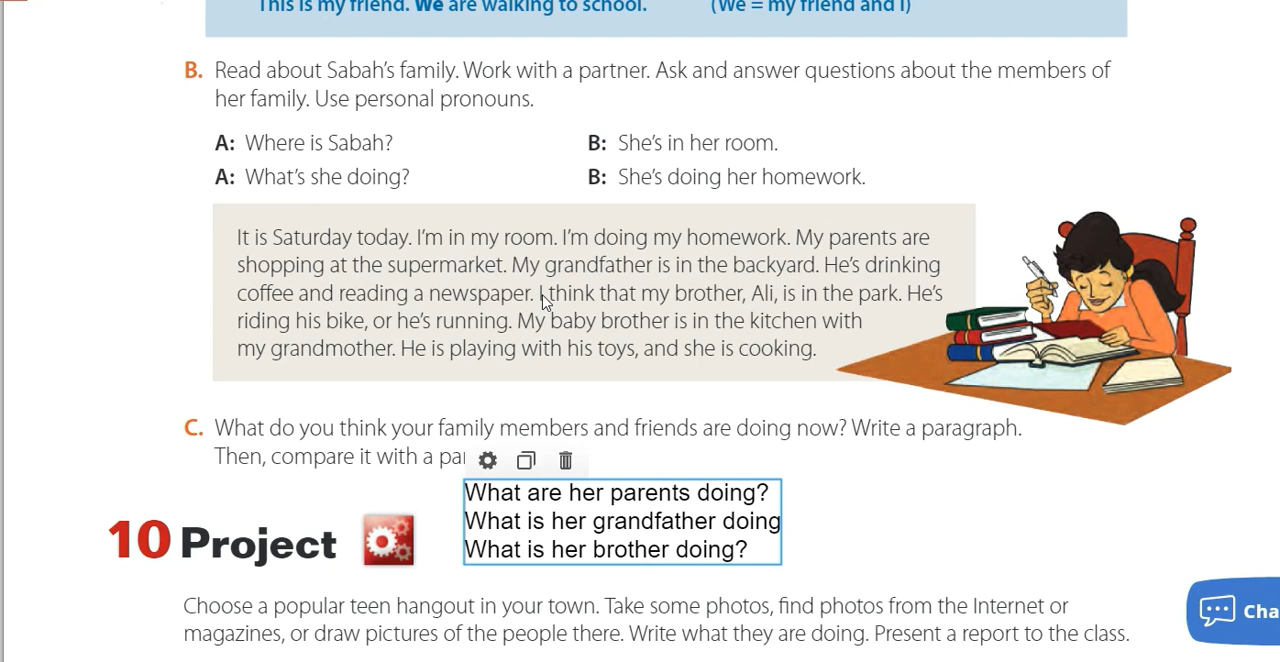 This is my friend. We are walking to school. (We = my friend and I)
B. Read about Sabah's family. Work with a partner. Ask and answer questions about the members of
her family. Use personal pronouns.
A: Where is Sabah? B: She's in her room.
A: What's she doing? B: She's doing her homework.
It is Saturday today. I'm in my room. I'm doing my homework. My parents are
shopping at the supermarket. My grandfather is in the backyard. He's drinking
coffee and reading a newspaper. I think that my brother, Ali, is in the park. He's
riding his bike, or he's running. My baby brother is in the kitchen with
my grandmother. He is playing with his toys, and she is cooking.
C. What do you think your family members and friends are doing now? Write a paragraph.
Then, compare it with a
What are her parents doing?
What is her grandfather doing
What is her brother doing?
10 Project
Choose a popular teen hangout in your town. Take some photos, find photos from the Internet or
magazines, or draw pictures of the people there. Write what they are doing. Present a report to the class.